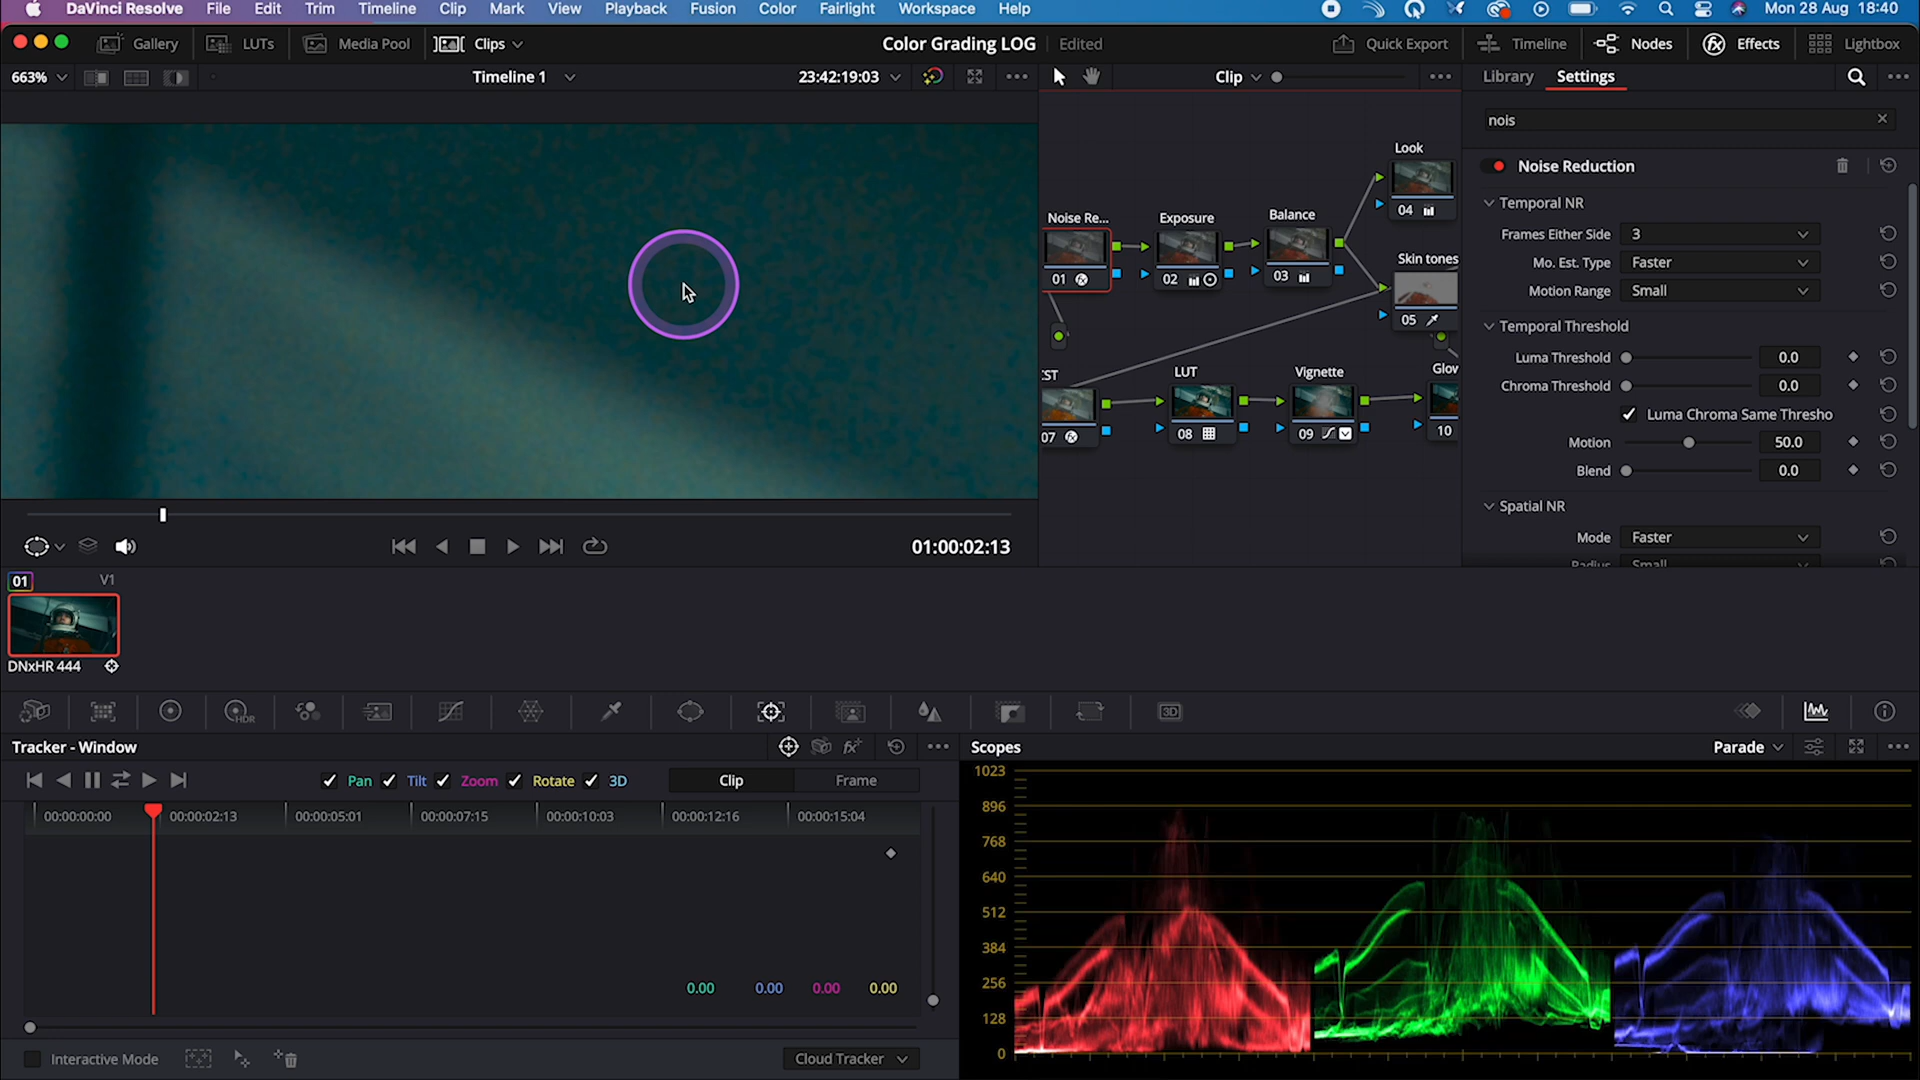 DaVinci Resolve File Edit Trim Timeline Clip Mark View Playback Fusion Color Fairlight Workspace Help Mon 28 Aug 18:40
Gallery LUTs Media Pool Clips Color Grading LOG Edited Quick Export Timeline Nodes Effects Lightbox
663% Timeline 1 23:42:19:03 Clip Library Settings
nois
Noise Reduction
Temporal NR
Frames Either Side 3
Mo. Est. Type Faster
Motion Range Small
Temporal Threshold
Luma Threshold 0.0
Chroma Threshold 0.0
Luma Chroma Same Thresho
Motion 50.0
Blend 0.0
Spatial NR
Mode Faster
Radius Small
Look
04
Noise Re... Exposure Balance
01 02 03
Skin tones
05
CST LUT Vignette Glow
07 08 09 10
01:00:02:13
01 V1
DNxHR 444
HDR
3D
Tracker - Window
Pan Tilt Zoom Rotate 3D Clip Frame
00:00:00:00 00:00:02:13 00:00:05:01 00:00:07:15 00:00:10:03 00:00:12:16 00:00:15:04
0.00 0.00 0.00 0.00
Interactive Mode Cloud Tracker
Scopes Parade
1023
896
768
640
512
384
256
128
0